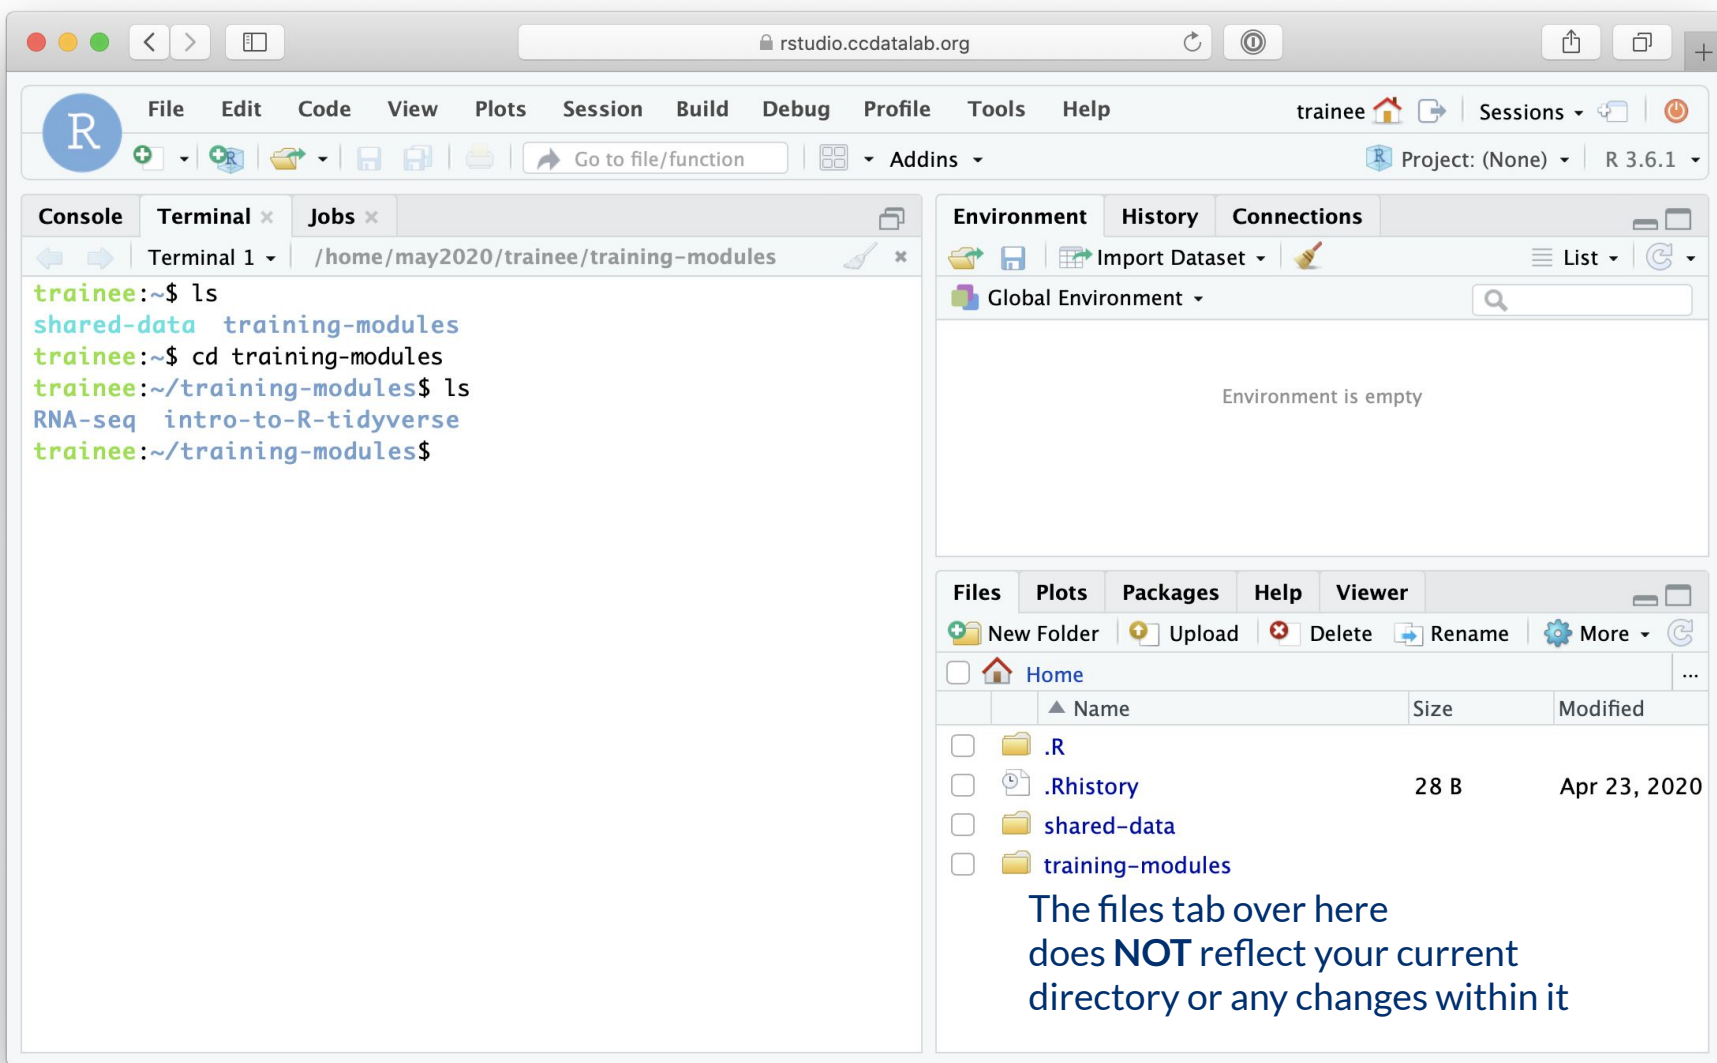 rstudio.ccdatalab.org
R
File Edit Code View Plots Session Build Debug Profile Tools Help
trainee Sessions
Go to file/function Addins
Project: (None) R 3.6.1
Console Terminal Jobs
Terminal 1 /home/may2020/trainee/training-modules
trainee:~$ ls
shared-data training-modules
trainee:~$ cd training-modules
trainee:~/training-modules$ ls
RNA-seq intro-to-R-tidyverse
trainee:~/training-modules$
Environment History Connections
Import Dataset List
Global Environment
Environment is empty
Files Plots Packages Help Viewer
New Folder Upload Delete Rename More
Home ...
Name Size Modified
.R
.Rhistory 28 B Apr 23, 2020
shared-data
training-modules
The files tab over here
does NOT reflect your current
directory or any changes within it